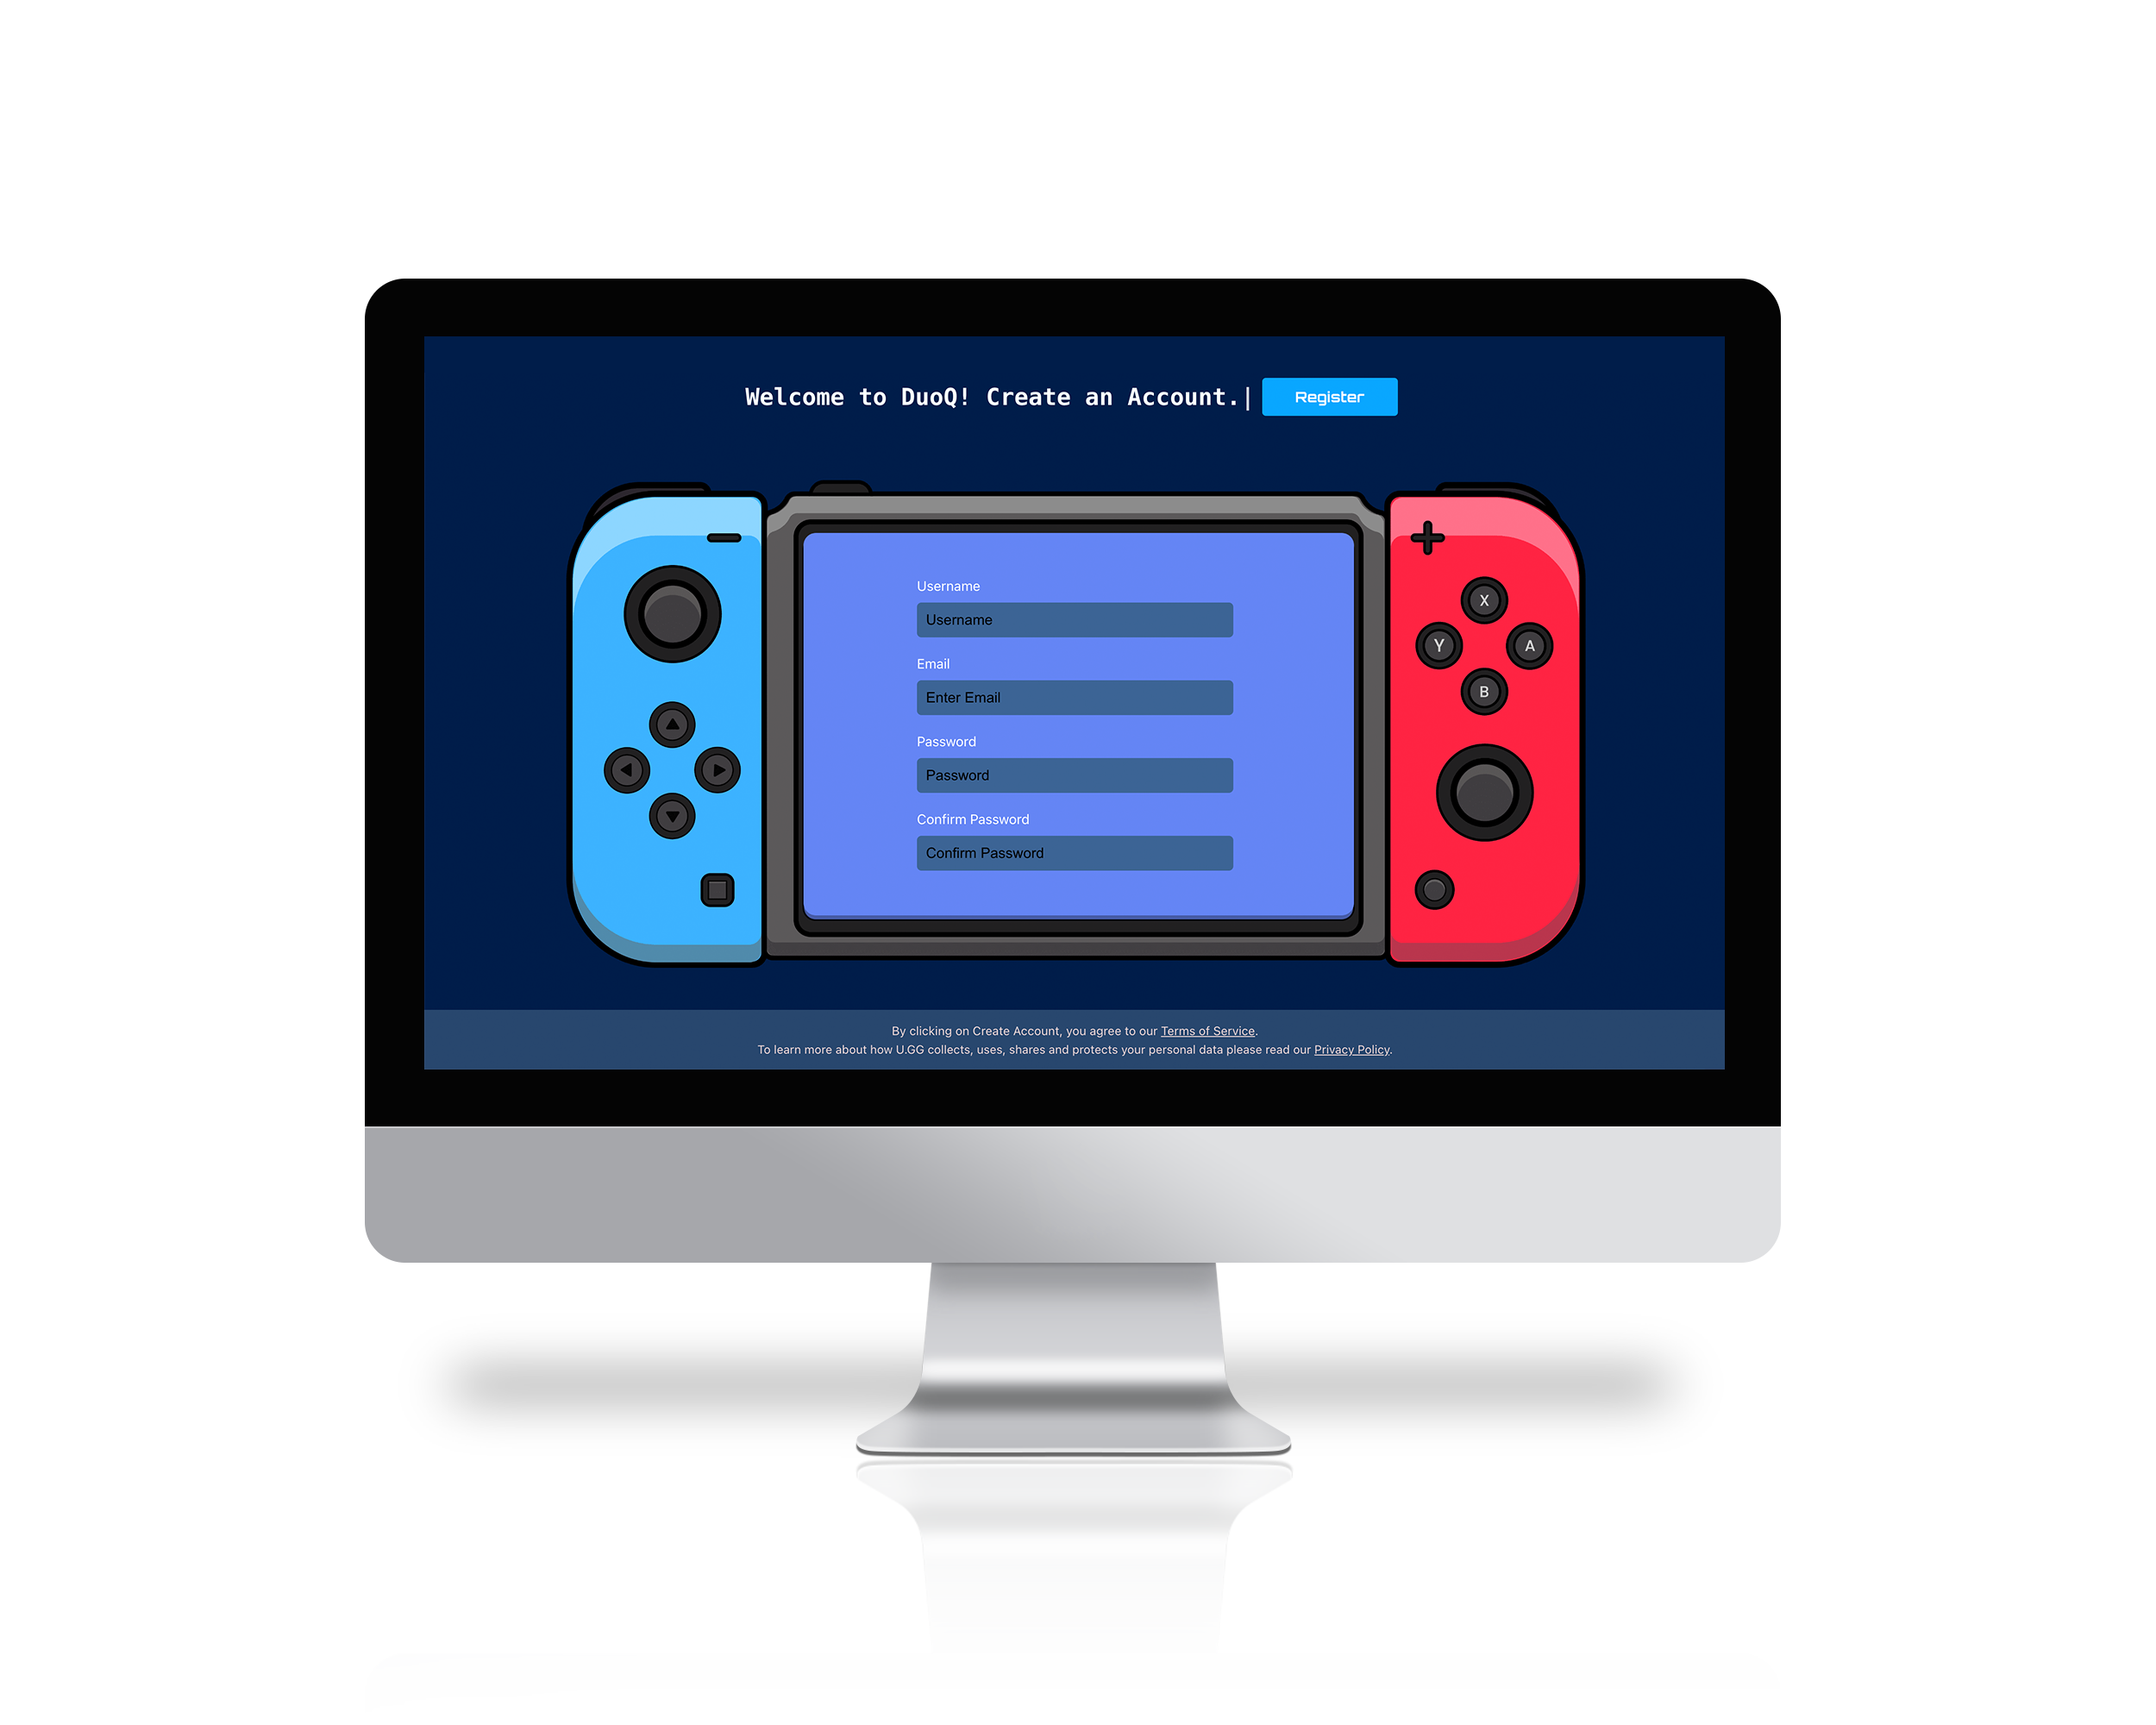 Welcome to DuoQ! Create an Account.| Register
Username
Username
Email
Enter Email
Password
Password
Confirm Password
Confirm Password
X
Y A
B
By clicking on Create Account, you agree to our Terms of Service.
To learn more about how U.GG collects, uses, shares and protects your personal data please read our Privacy Policy.